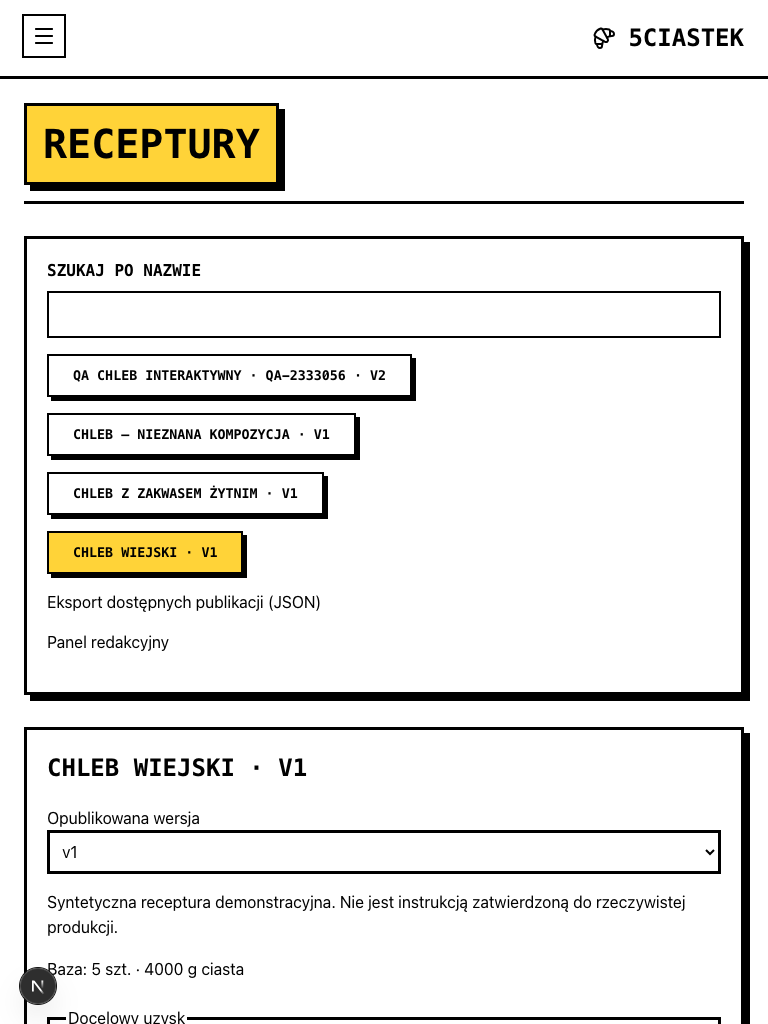 5CIASTEK
RECEPTURY
SZUKAJ PO NAZWIE
QA CHLEB INTERAKTYWNY · QA-2333056 · V2
CHLEB — NIEZNANA KOMPOZYCJA · V1
CHLEB Z ZAKWASEM ŻYTNIM · V1
CHLEB WIEJSKI · V1
Eksport dostępnych publikacji (JSON)
Panel redakcyjny
CHLEB WIEJSKI · V1
Opublikowana wersja
v1
Syntetyczna receptura demonstracyjna. Nie jest instrukcją zatwierdzoną do rzeczywistej
produkcji.
Baza: 5 szt. · 4000 g ciasta
N
Docelowy uzysk